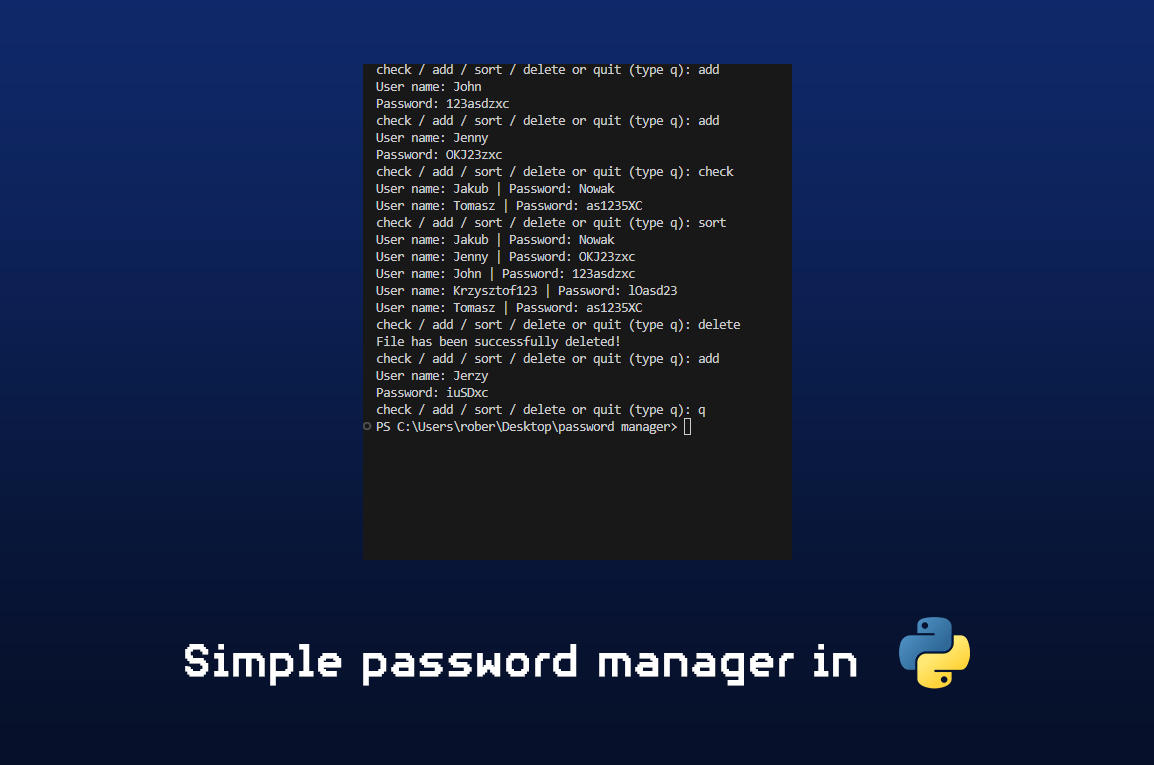 check / add / sort / delete or quit (type q): add
User name: John
Password: 123asdzxc
check / add / sort / delete or quit (type q): add
User name: Jenny
Password: OKJ23zxc
check / add / sort / delete or quit (type q): check
User name: Jakub | Password: Nowak
User name: Tomasz | Password: as1235XC
check / add / sort / delete or quit (type q): sort
User name: Jakub | Password: Nowak
User name: Jenny | Password: OKJ23zxc
User name: John | Password: 123asdzxc
User name: Krzysztof123 | Password: lOasd23
User name: Tomasz | Password: as1235XC
check / add / sort / delete or quit (type q): delete
File has been successfully deleted!
check / add / sort / delete or quit (type q): add
User name: Jerzy
Password: iuSDxc
check / add / sort / delete or quit (type q): q
PS C:\Users\rober\Desktop\password manager>
Simple password manager in